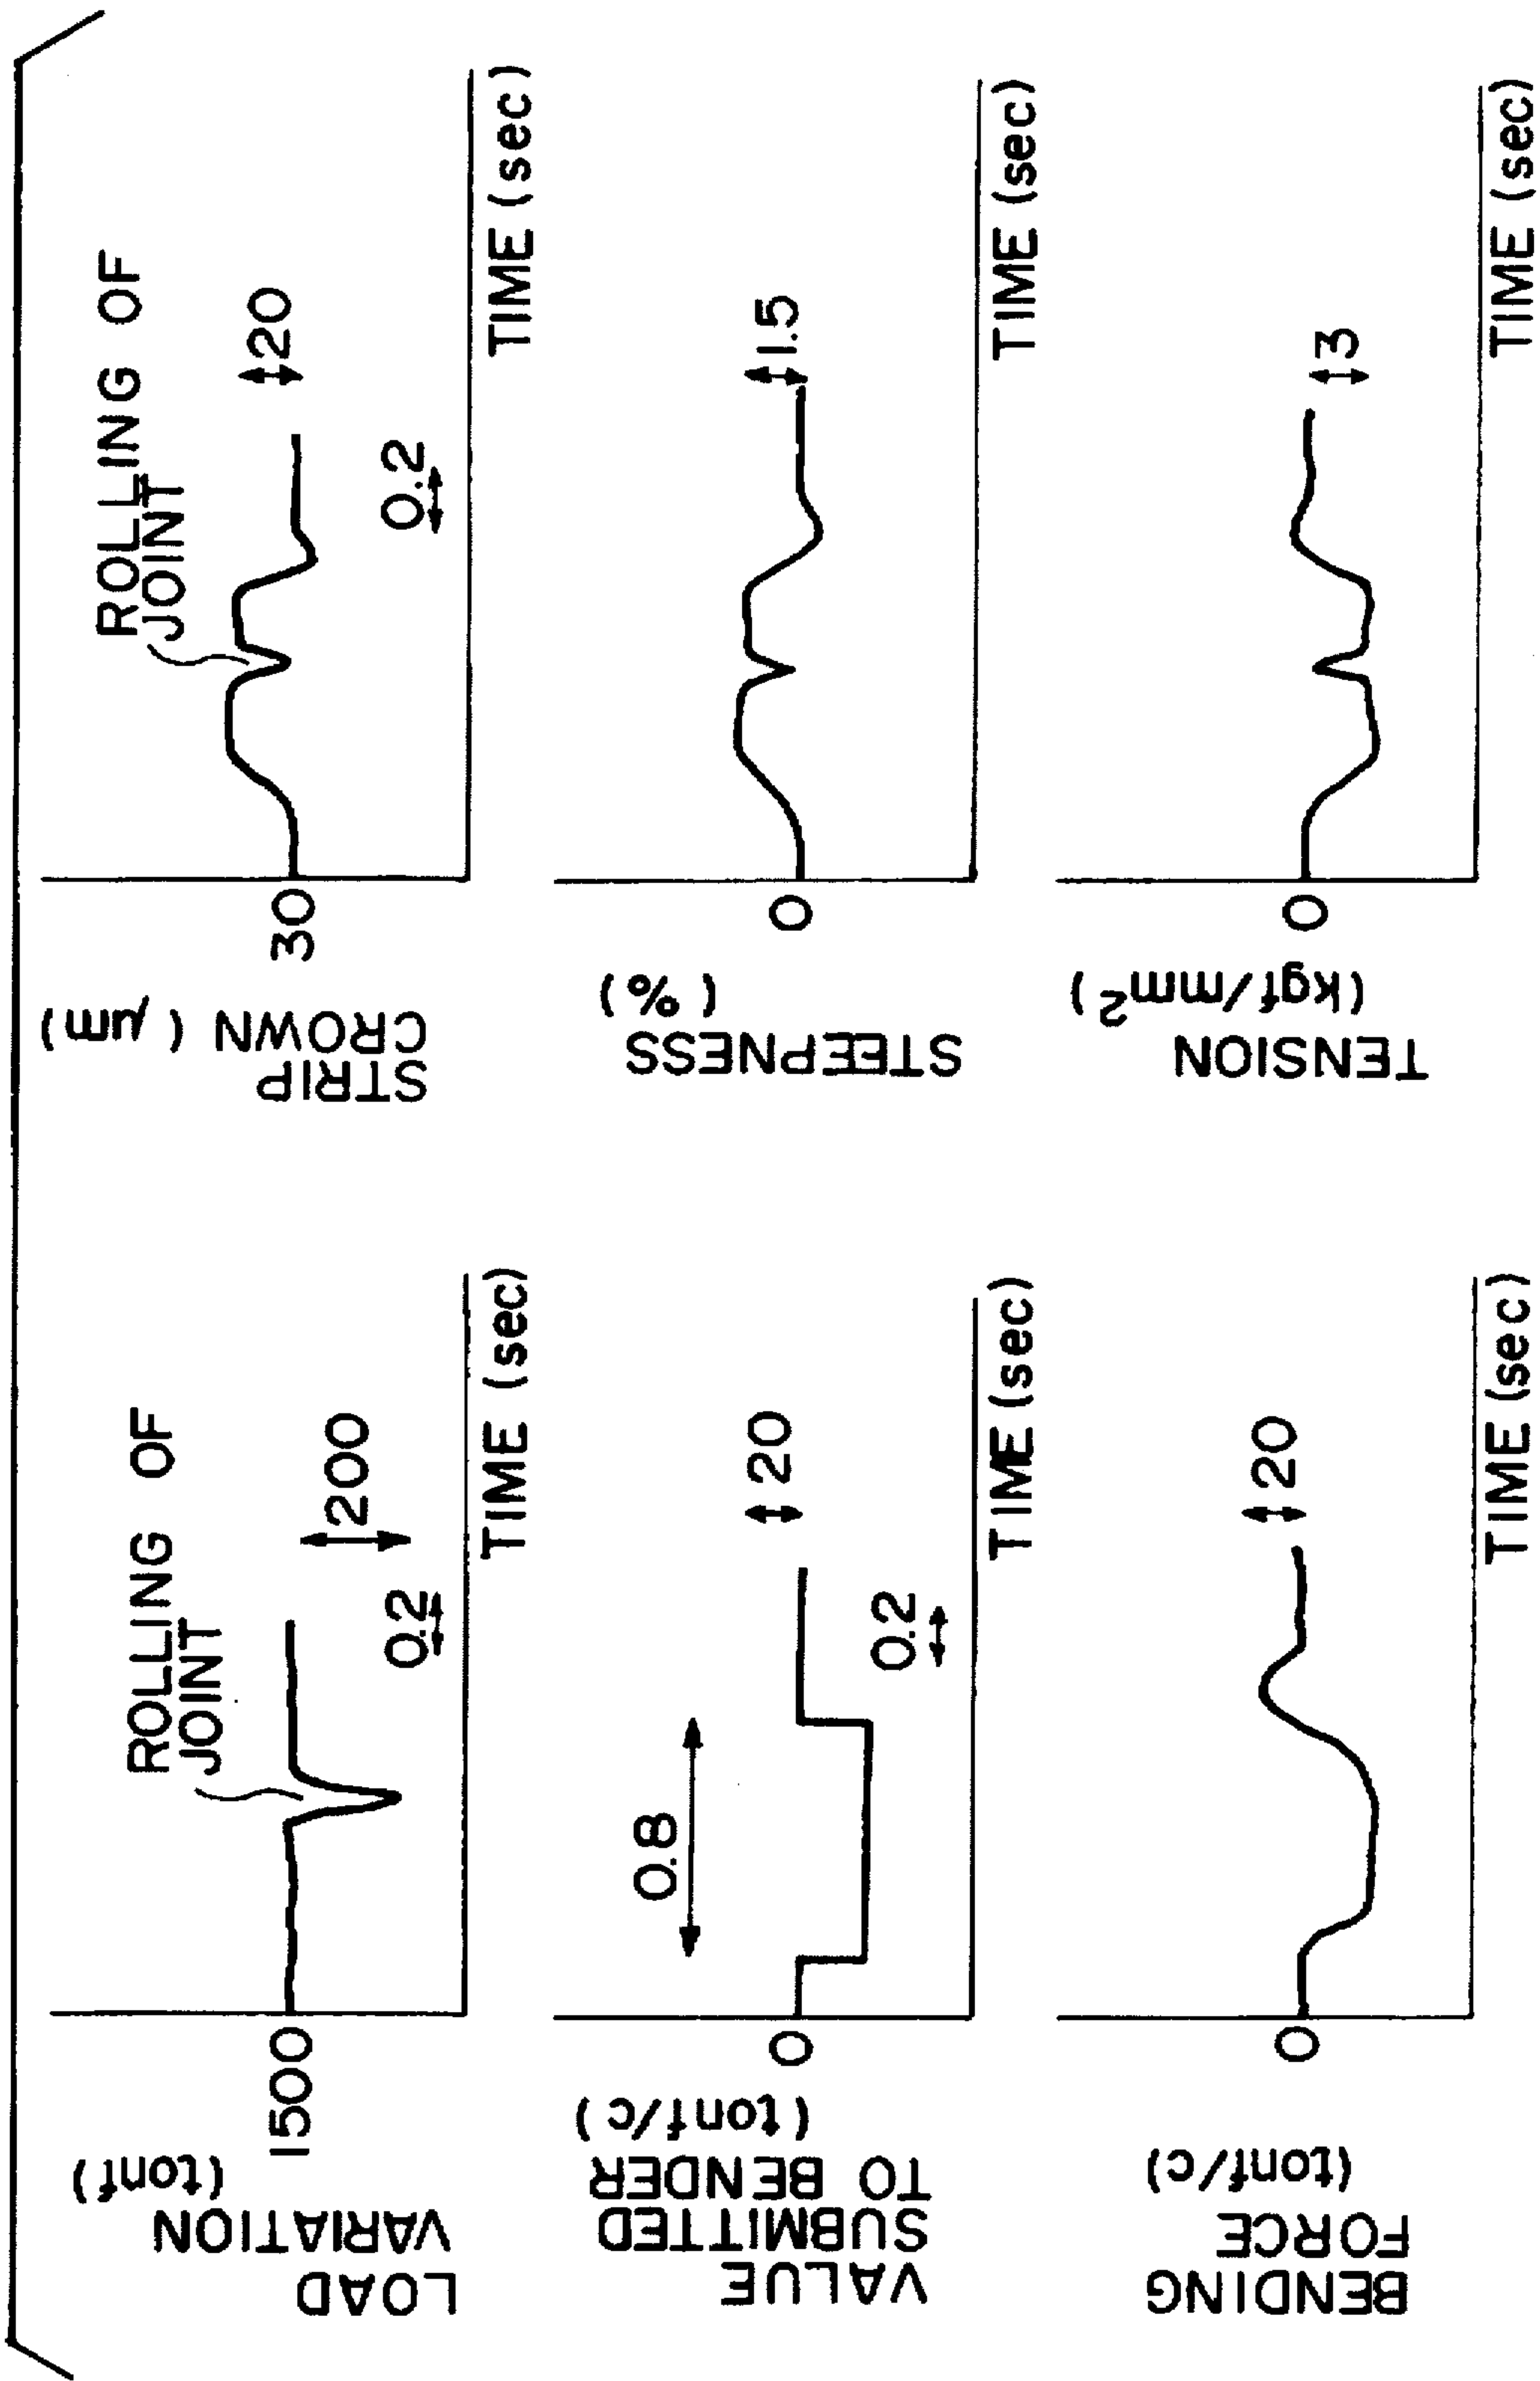 LOAD
VARIATION
(tonf)
1500
ROLLING OF
JOINT
200
0.2
TIME (sec)
VALUE
SUBMITTED
TO BENDER
(tonf/c)
0
0.8
20
0.2
TIME (sec)
BENDING
FORCE
(tonf/c)
0
20
TIME (sec)
STRIP
CROWN (μm)
30
ROLLING OF
JOINT
20
0.2
TIME (sec)
STEEPNESS
(%)
0
1.5
TIME (sec)
TENSION
(kgf/mm²)
0
3
TIME (sec)